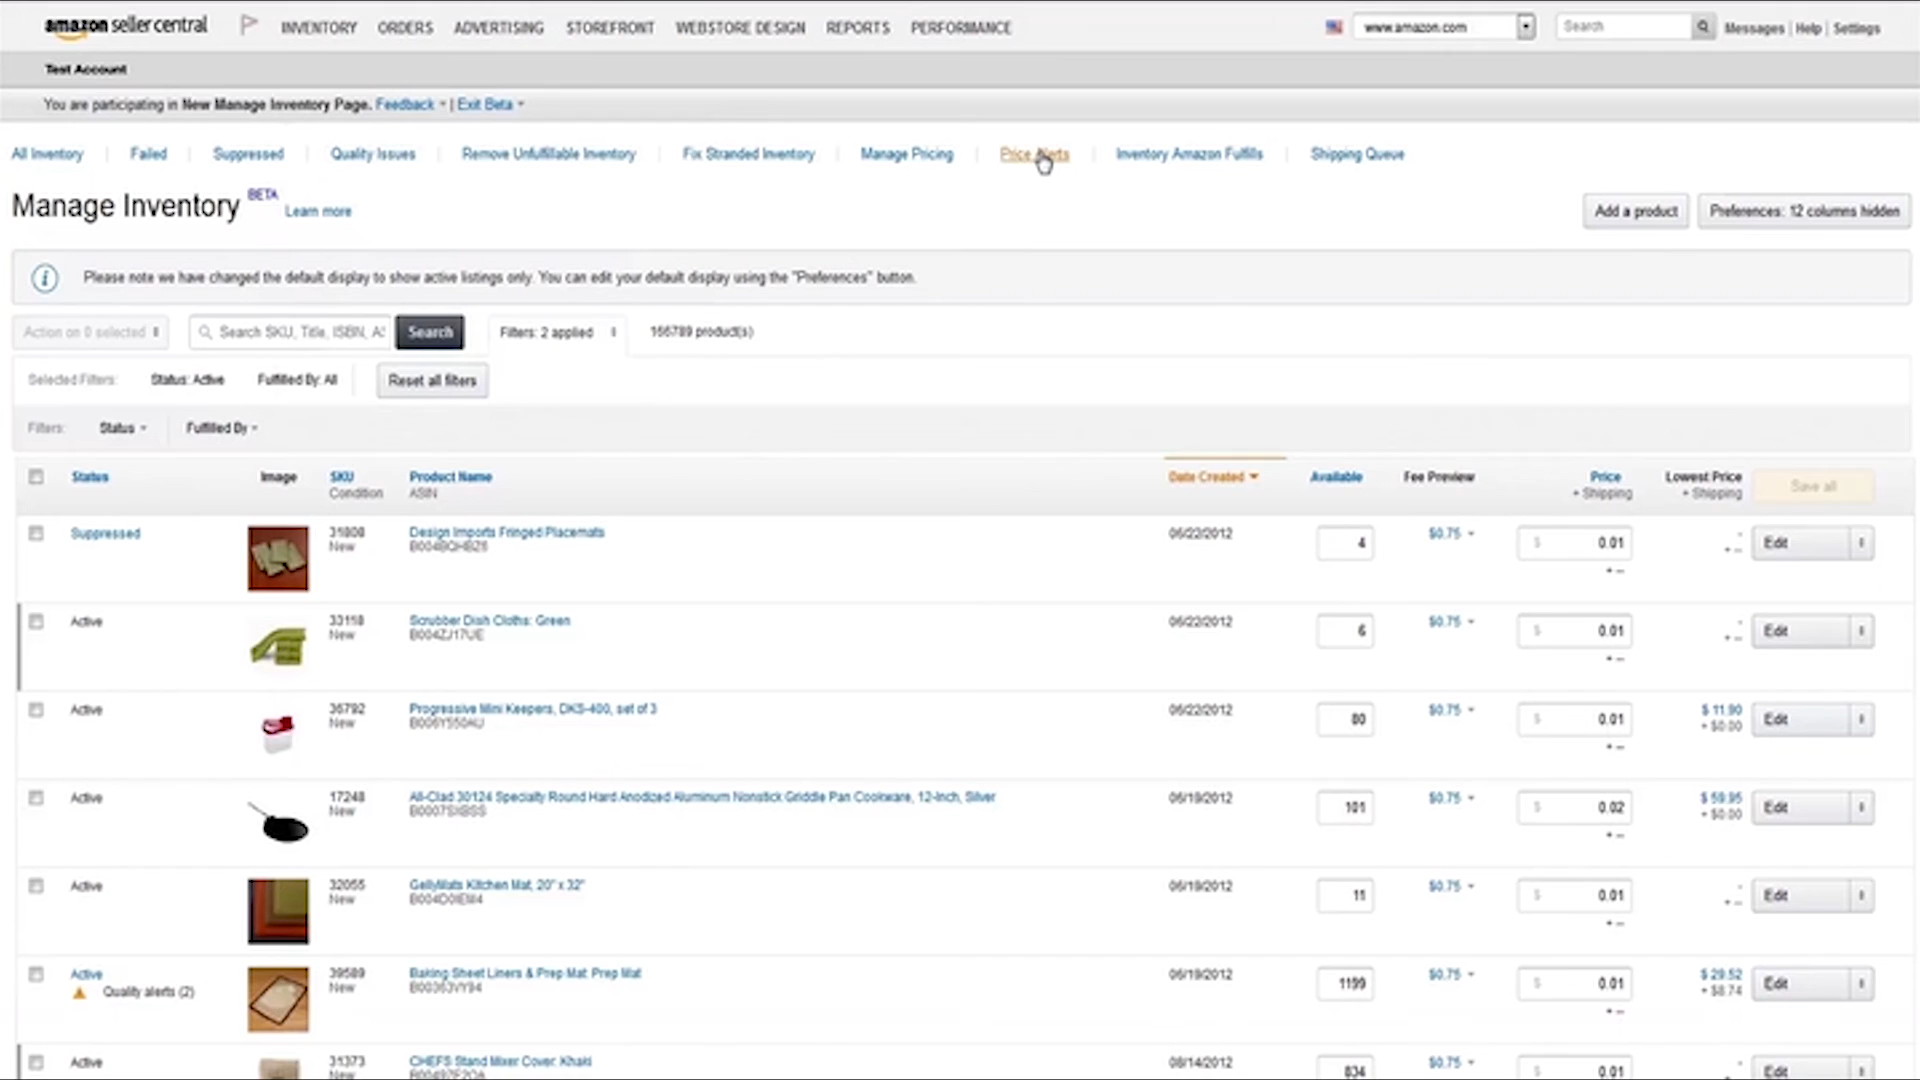 amazon seller central INVENTORY ORDERS ADVERTISING STOREFRONT WEBSTORE DESIGN REPORTS PERFORMANCE www.amazon.com Search Messages | Help | Settings
Test Account
You are participating in New Manage Inventory Page. Feedback | Exit Beta
All Inventory Failed Suppressed Quality Issues Remove Unfulfillable Inventory Fix Stranded Inventory Manage Pricing Price Alerts Inventory Amazon Fulfills Shipping Queue
Manage Inventory BETA Learn more Add a product Preferences: 12 columns hidden
Please note we have changed the default display to show active listings only. You can edit your default display using the "Preferences" button.
Action on 0 selected Search SKU, Title, ISBN, AS Search Filters: 2 applied 166789 product(s)
Selected Filters: Status: Active Fulfilled By: All Reset all filters
Filters: Status Fulfilled By
Status Image SKU Product Name Date Created Available Fee Preview Price Lowest Price Save all
Condition ASIN + Shipping + Shipping
Suppressed 31808 Design Imports Fringed Placemats 06/22/2012 4 $0.75 $ 0.01 - Edit
New + --
+ --
Active 33118 Scrubber Dish Cloths: Green 06/22/2012 6 $0.75 $ 0.01 - Edit
New B004ZJ17UE + --
+ --
Active 36792 Progressive Mini Keepers, DKS-400, set of 3 06/22/2012 80 $0.75 $ 0.01 $ 11.90 Edit
New B006Y550AU + $0.00
+ --
Active 17248 All-Clad 30124 Specialty Round Hard Anodized Aluminum Nonstick Griddle Pan Cookware, 12-Inch, Silver 06/19/2012 101 $0.75 $ 0.02 $ 59.95 Edit
New + $0.00
+ --
Active 32055 GellyMats Kitchen Mat, 20" x 32" 06/19/2012 11 $0.75 $ 0.01 - Edit
New + --
+ --
Active 39589 Baking Sheet Liners & Prep Mat: Prep Mat 06/19/2012 1199 $0.75 $ 0.01 $ 29.52 Edit
Quality alerts (2) New B00363VY94 + $8.74
+ --
Active 31373 CHEFS Stand Mixer Cover: Khaki 08/14/2012 834 $0.75 $ 0.01 - Edit
New